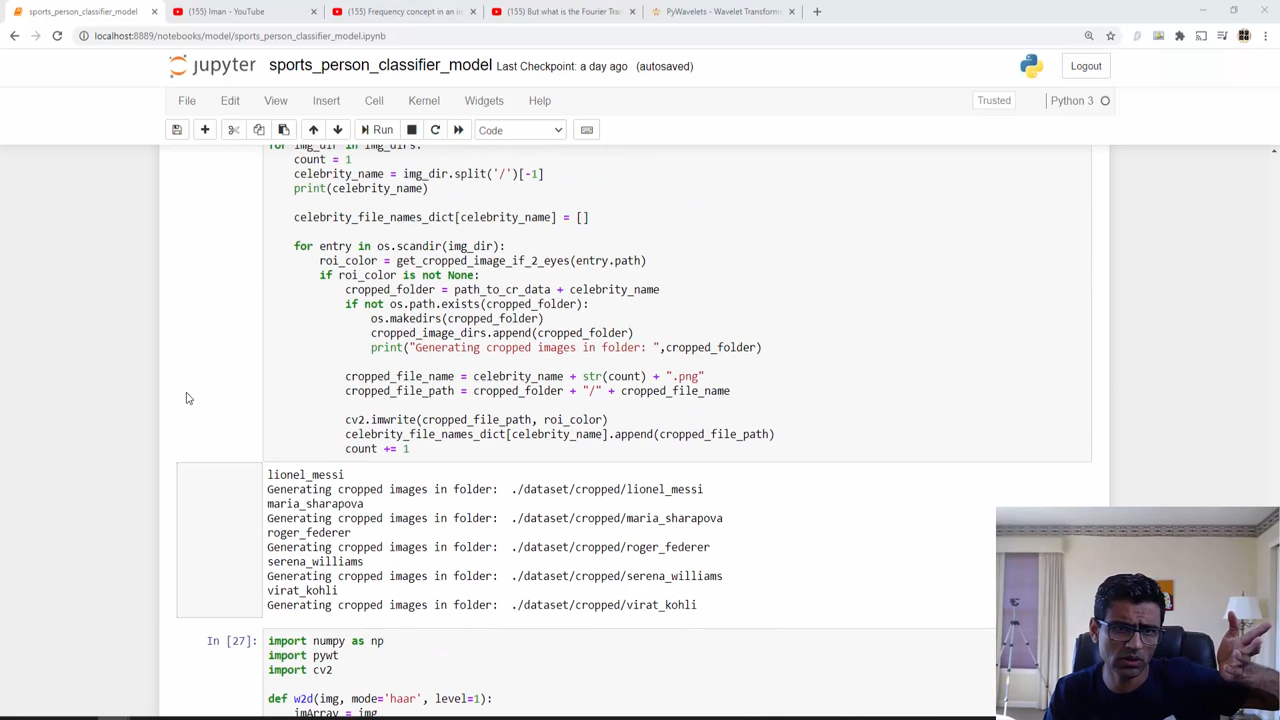 sports_person_classifier_model
(155) Iman - YouTube
(155) Frequency concept in an i
(155) But what is the Fourier Tra
PyWavelets - Wavelet Transform
localhost:8889/notebooks/model/sports_person_classifier_model.ipynb
jupyter sports_person_classifier_model Last Checkpoint: a day ago (autosaved)
Logout
File Edit View Insert Cell Kernel Widgets Help
Trusted
Python 3
Run
Code
for img_dir in img_dirs:
count = 1
celebrity_name = img_dir.split('/')[-1]
print(celebrity_name)
celebrity_file_names_dict[celebrity_name] = []
for entry in os.scandir(img_dir):
roi_color = get_cropped_image_if_2_eyes(entry.path)
if roi_color is not None:
cropped_folder = path_to_cr_data + celebrity_name
if not os.path.exists(cropped_folder):
os.makedirs(cropped_folder)
cropped_image_dirs.append(cropped_folder)
print("Generating cropped images in folder: ",cropped_folder)
cropped_file_name = celebrity_name + str(count) + ".png"
cropped_file_path = cropped_folder + "/" + cropped_file_name
cv2.imwrite(cropped_file_path, roi_color)
celebrity_file_names_dict[celebrity_name].append(cropped_file_path)
count += 1
lionel_messi
Generating cropped images in folder:  ./dataset/cropped/lionel_messi
maria_sharapova
Generating cropped images in folder:  ./dataset/cropped/maria_sharapova
roger_federer
Generating cropped images in folder:  ./dataset/cropped/roger_federer
serena_williams
Generating cropped images in folder:  ./dataset/cropped/serena_williams
virat_kohli
Generating cropped images in folder:  ./dataset/cropped/virat_kohli
In [27]:
import numpy as np
import pywt
import cv2
def w2d(img, mode='haar', level=1):
imArray = img